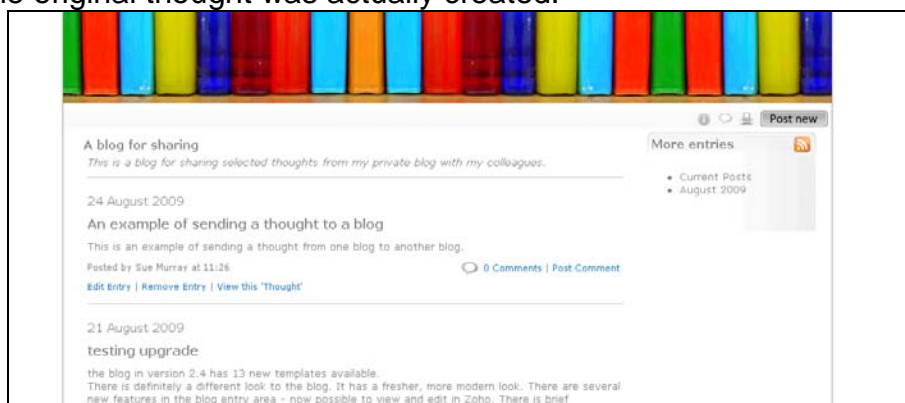 original thought was actually created.
Post new
A blog for sharing
This is a blog for sharing selected thoughts from my private blog with my colleagues.
More entries
Current Posts
August 2009
24 August 2009
An example of sending a thought to a blog
This is an example of sending a thought from one blog to another blog.
Posted by Sue Murray at 11:26
0 Comments | Post Comment
Edit Entry | Remove Entry | View this 'Thought'
21 August 2009
testing upgrade
the blog in version 2.4 has 13 new templates available.
There is definitely a different look to the blog. It has a fresher, more modern look. There are several
new features in the blog entry area - now possible to view and edit in Zoho. There is brief